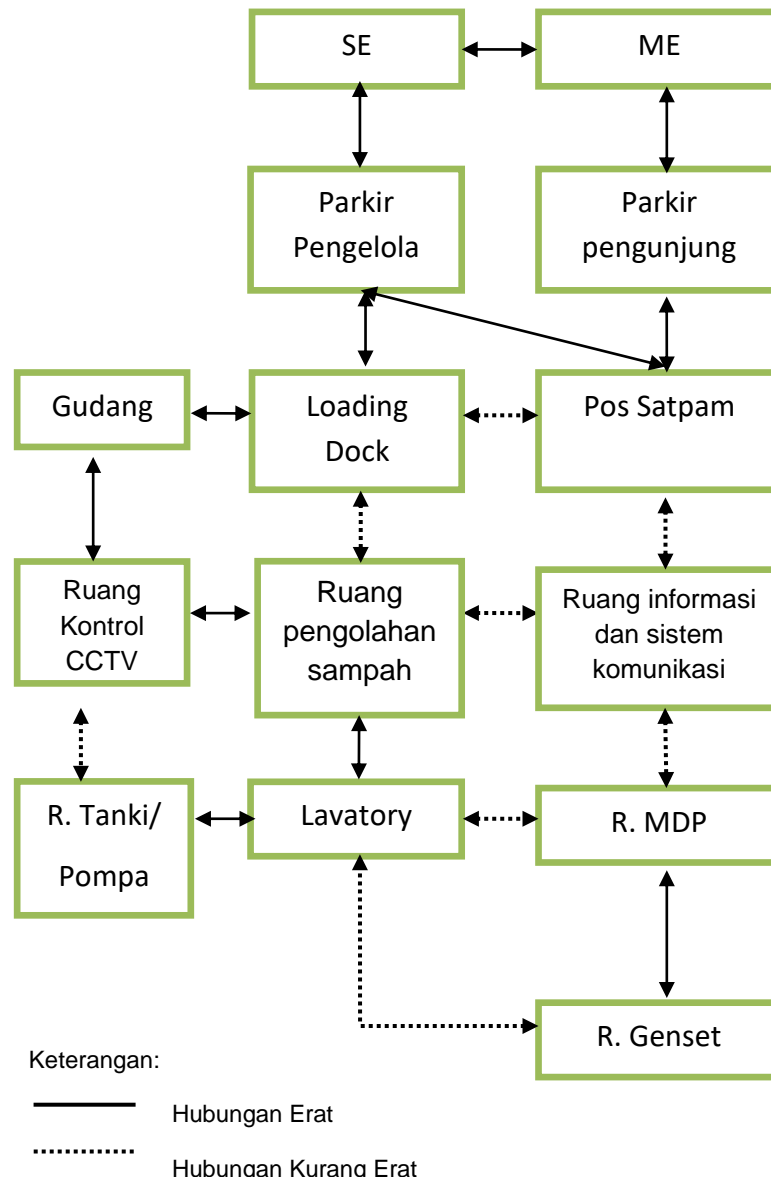 SE
ME
Parkir
Pengelola
Parkir
pengunjung
Gudang
Loading
Dock
Pos Satpam
Ruang
Kontrol
CCTV
Ruang
pengolahan
sampah
Ruang informasi
dan sistem
komunikasi
R. Tanki/
Pompa
Lavatory
R. MDP
R. Genset
Keterangan:
Hubungan Erat
Hubungan Kurang Erat